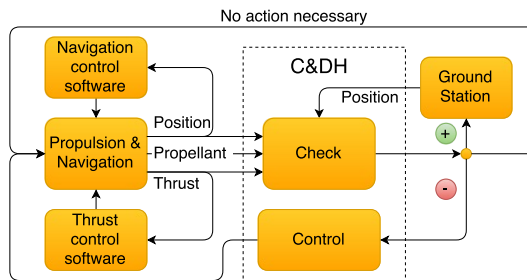 No action necessary
Navigation
control
software
C&DH
Ground
Station
Position
Position
+
Propulsion &
Navigation
Propellant
Check
Thrust
-
Thrust
control
software
Control